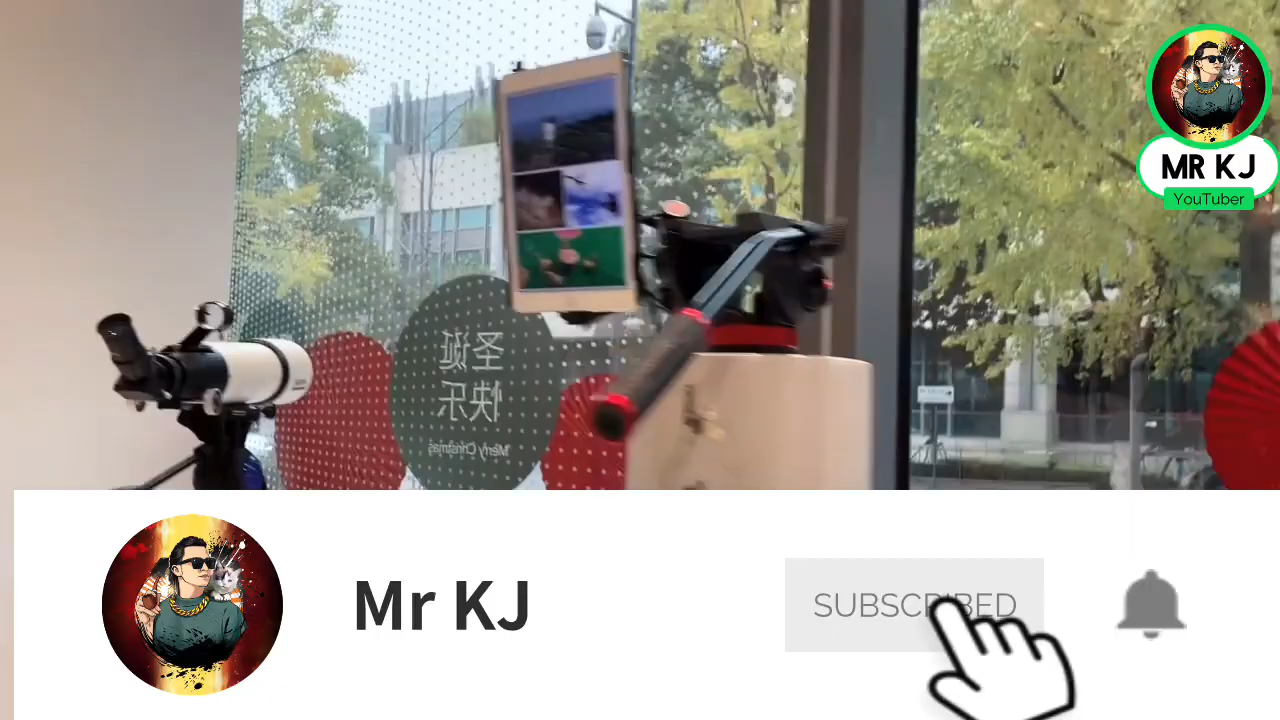 MR KJ
YouTuber
圣诞
快乐
Merry Christmas
Mr KJ
SUBSCRIBED